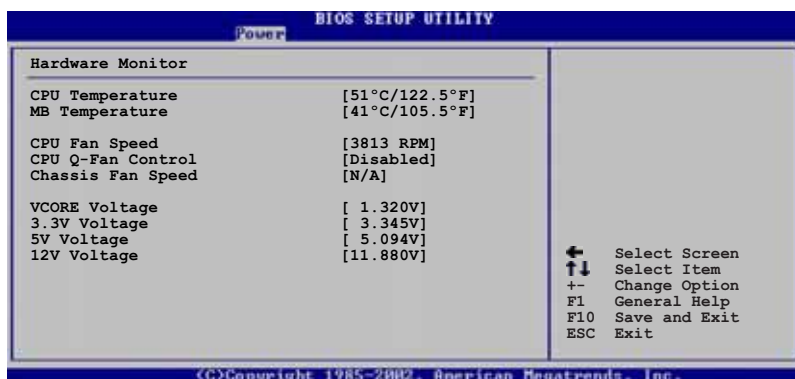 BIOS SETUP UTILITY
Power
Hardware Monitor
CPU Temperature [51°C/122.5°F]
MB Temperature [41°C/105.5°F]
CPU Fan Speed [3813 RPM]
CPU Q-Fan Control [Disabled]
Chassis Fan Speed [N/A]
VCORE Voltage [ 1.320V]
3.3V Voltage [ 3.345V]
5V Voltage [ 5.094V]
12V Voltage [11.880V]
← Select Screen
↑↓ Select Item
+- Change Option
F1 General Help
F10 Save and Exit
ESC Exit
(C)Copyright 1985-2002, American Megatrends, Inc.